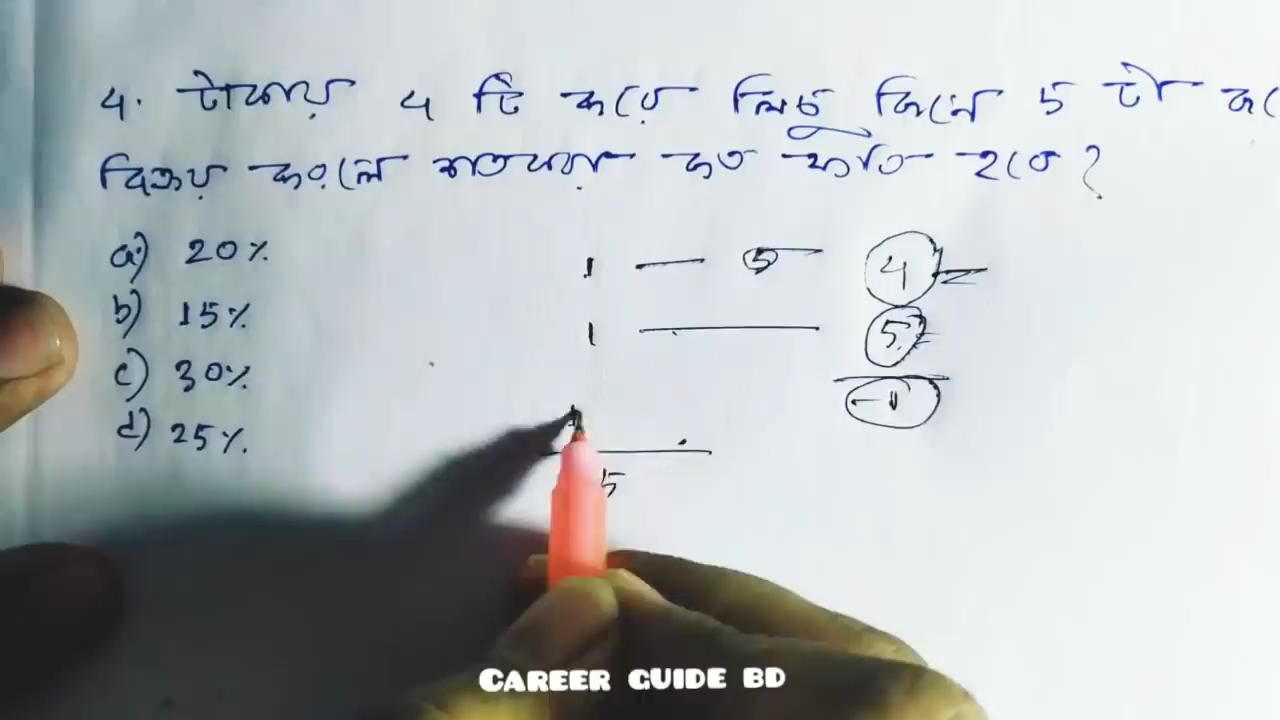 4. টাকায় 4 টি করে লিচু কিনে 5 টা করে
বিক্রয় করলে শতকরা কত ক্ষতি হবে ?
a) 20%
b) 15%
c) 30%
d) 25%
1 — 5 4
1 — 5
-1
5
CAREER GUIDE BD